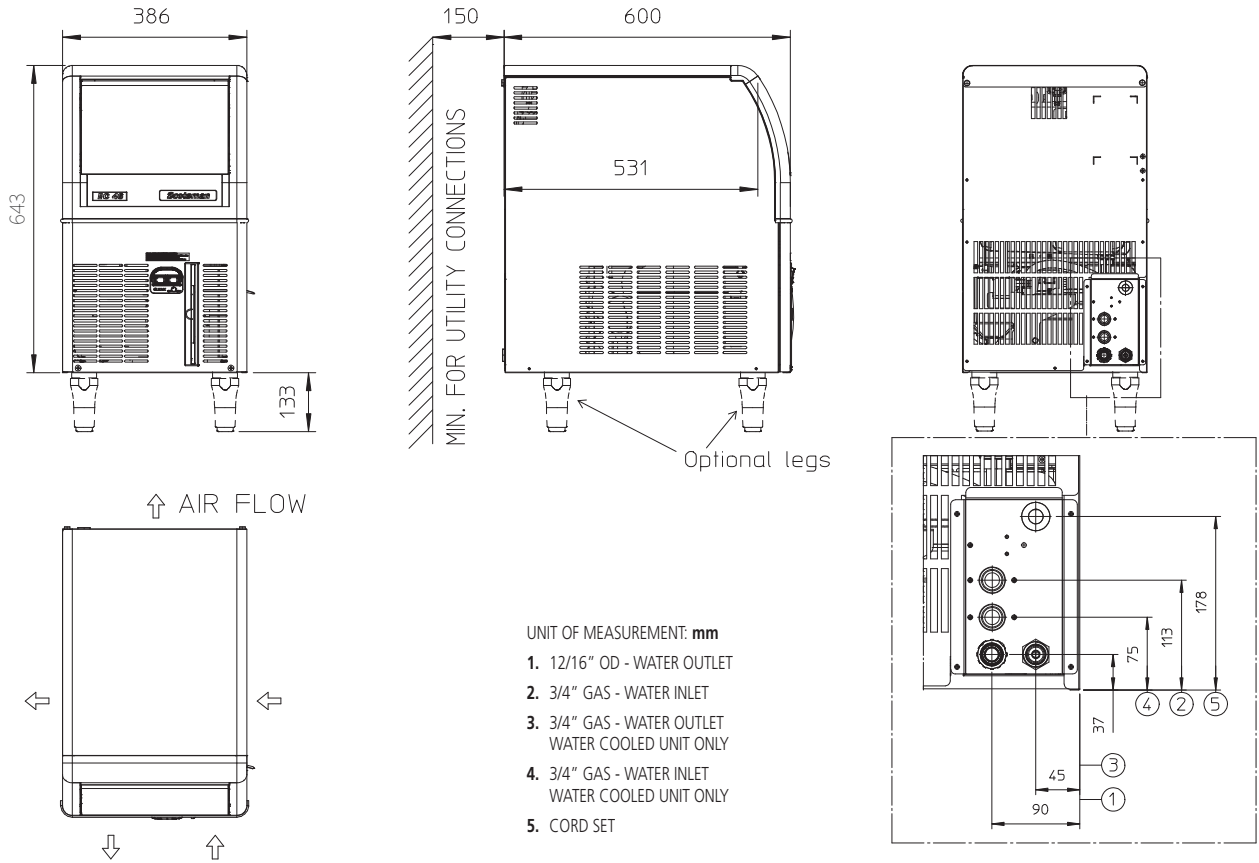 386
150
600
643
MIN. FOR UTILITY CONNECTIONS
531
EC 46
Scotsman
133
Optional legs
AIR FLOW
UNIT OF MEASUREMENT: mm
1. 12/16” OD - WATER OUTLET
2. 3/4” GAS - WATER INLET
3. 3/4” GAS - WATER OUTLET
WATER COOLED UNIT ONLY
4. 3/4” GAS - WATER INLET
WATER COOLED UNIT ONLY
5. CORD SET
178
113
75
37
4
2
5
45
3
90
1